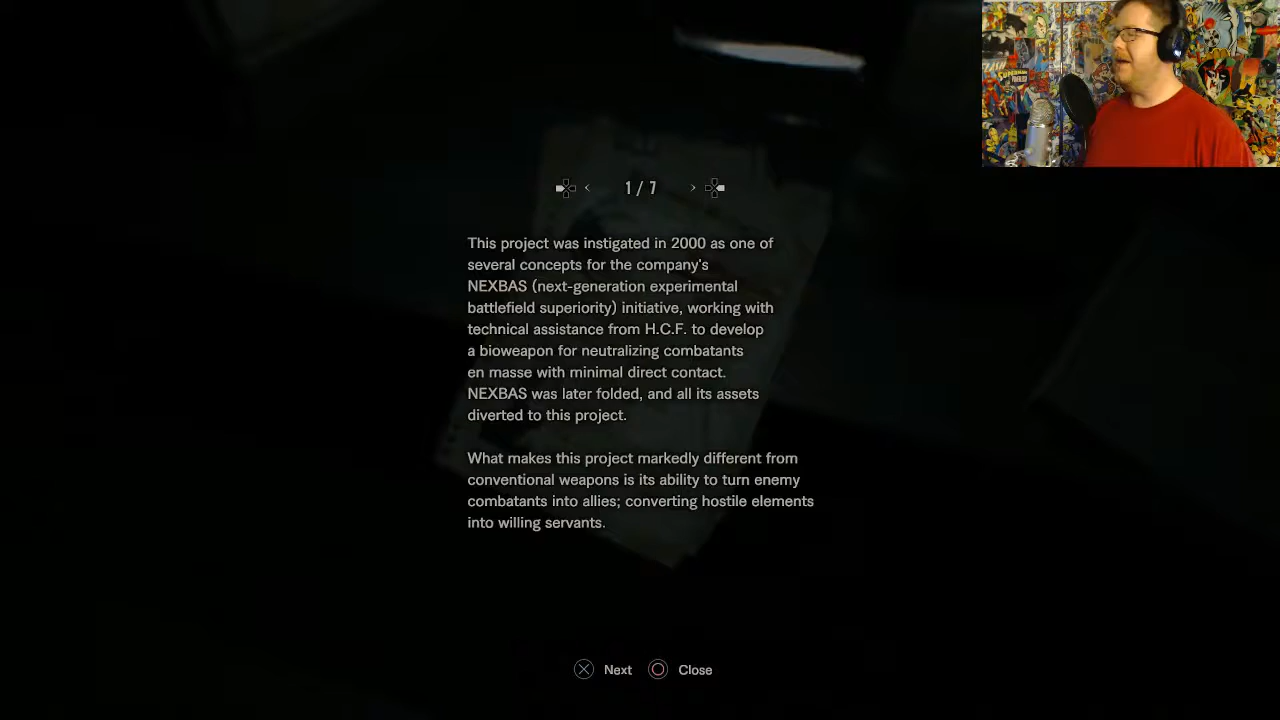 1 / 7
This project was instigated in 2000 as one of
several concepts for the company's
NEXBAS (next-generation experimental
battlefield superiority) initiative, working with
technical assistance from H.C.F. to develop
a bioweapon for neutralizing combatants
en masse with minimal direct contact.
NEXBAS was later folded, and all its assets
diverted to this project.
What makes this project markedly different from
conventional weapons is its ability to turn enemy
combatants into allies; converting hostile elements
into willing servants.
Next Close